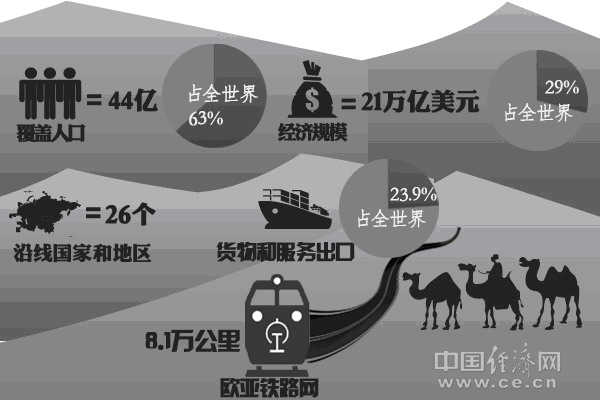 = 44亿
覆盖人口
占全世界
63%
$
= 21万亿美元
经济规模
29%
占全世界
= 26个
沿线国家和地区
货物和服务出口
23.9%
占全世界
8.1万公里
欧亚铁路网
中国经济网
www.ce.cn